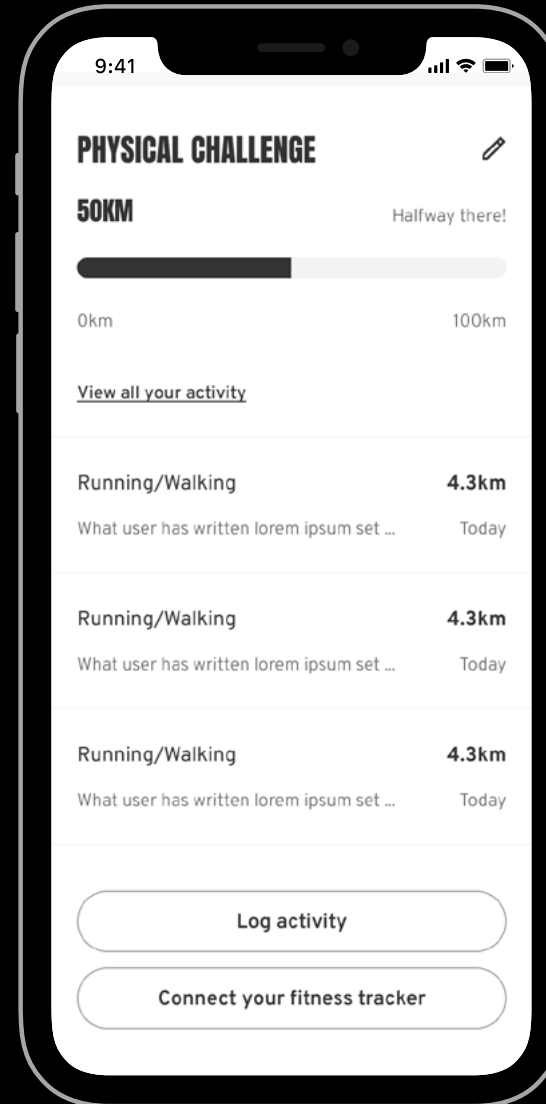 9:41
PHYSICAL CHALLENGE
50KM
Halfway there!
0km
100km
View all your activity
Running/Walking
4.3km
What user has written lorem ipsum set ...
Today
Running/Walking
4.3km
What user has written lorem ipsum set ...
Today
Running/Walking
4.3km
What user has written lorem ipsum set ...
Today
Log activity
Connect your fitness tracker